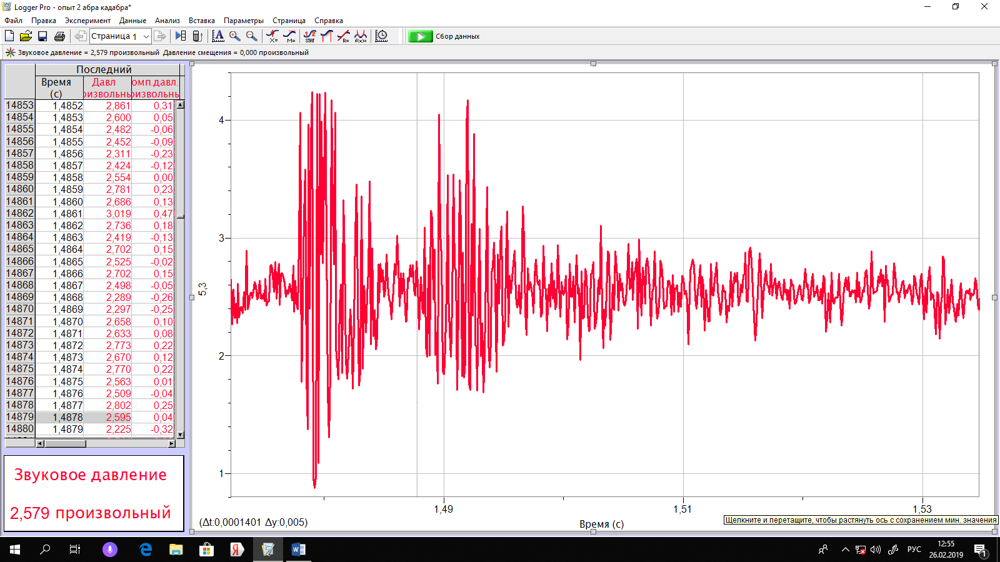 Logger Pro - опыт 2 абра кадабра*
Файл Правка Эксперимент Данные Анализ Вставка Параметры Страница Справка
Страница 1 Сбор данных
Звуковое давление = 2,579 произвольный Давление смещения = 0,000 произвольный
Последний
Время Давл омп.давл.
(с) оизвольны оизвольны
14853 1,4852 2,861 0,31
14854 1,4853 2,600 0,05
14855 1,4854 2,482 -0,06
14856 1,4855 2,452 -0,09
14857 1,4856 2,311 -0,23
14858 1,4857 2,424 -0,12
14859 1,4858 2,554 0,00
14860 1,4859 2,781 0,23
14861 1,4860 2,686 0,13
14862 1,4861 3,019 0,47
14863 1,4862 2,736 0,18
14864 1,4863 2,419 -0,13
14865 1,4864 2,702 0,15
14866 1,4865 2,525 -0,02
14867 1,4866 2,702 0,15
14868 1,4867 2,498 -0,05
14869 1,4868 2,289 -0,26
14870 1,4869 2,297 -0,25
14871 1,4870 2,658 0,10
14872 1,4871 2,633 0,08
14873 1,4872 2,773 0,22
14874 1,4873 2,670 0,12
14875 1,4874 2,770 0,22
14876 1,4875 2,563 0,01
14877 1,4876 2,509 -0,04
14878 1,4877 2,802 0,25
14879 1,4878 2,595 0,04
14880 1,4879 2,225 -0,32
Звуковое давление
2,579 произвольный
4
3
5,3
2
1
1,49 1,51 1,53
(Δt:0,0001401 Δy:0,005)
Время (с)
Щелкните и перетащите, чтобы растянуть ось с сохранением мин. значения
РУС
12:55
26.02.2019
1